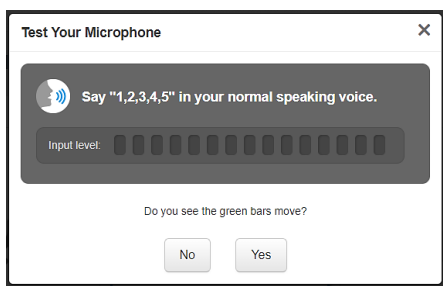 Test Your Microphone
Say "1,2,3,4,5" in your normal speaking voice.
Input level:
Do you see the green bars move?
No Yes